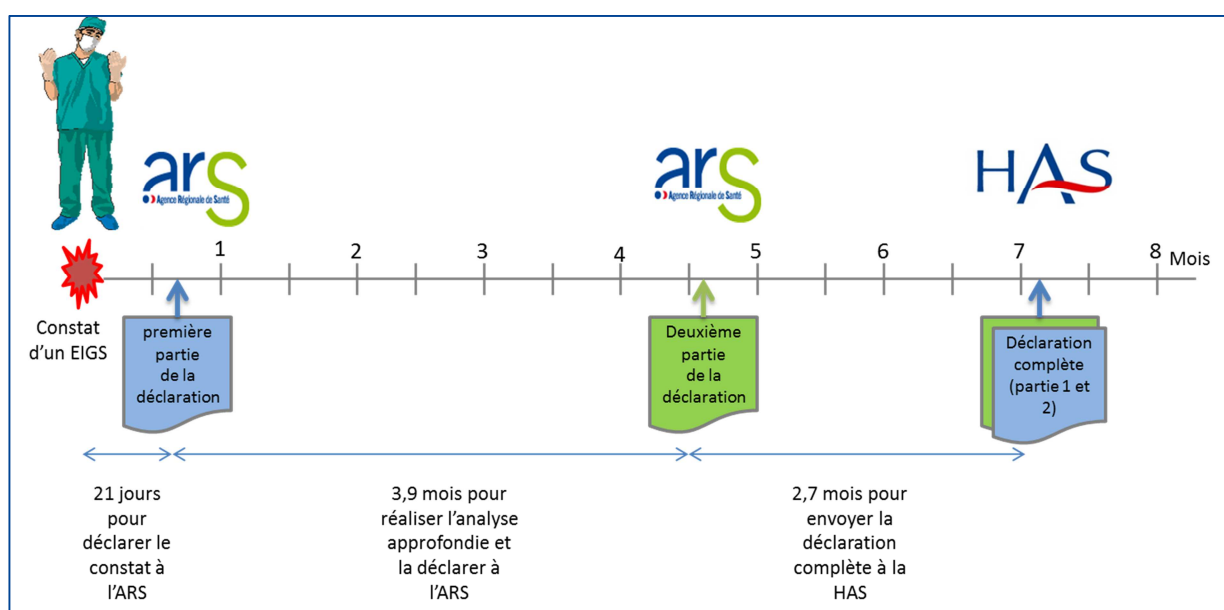 ars
Agence Régionale de Santé
ars
Agence Régionale de Santé
HAS
1
2
3
4
5
6
7
8
Mois
Constat
d’un EIGS
première
partie
de la
déclaration
Deuxième
partie
de la
déclaration
Déclaration
complète
(partie 1 et
2)
21 jours
pour
déclarer le
constat à
l’ARS
3,9 mois pour
réaliser l’analyse
approfondie et
la déclarer à
l’ARS
2,7 mois pour
envoyer la
déclaration
complète à la
HAS